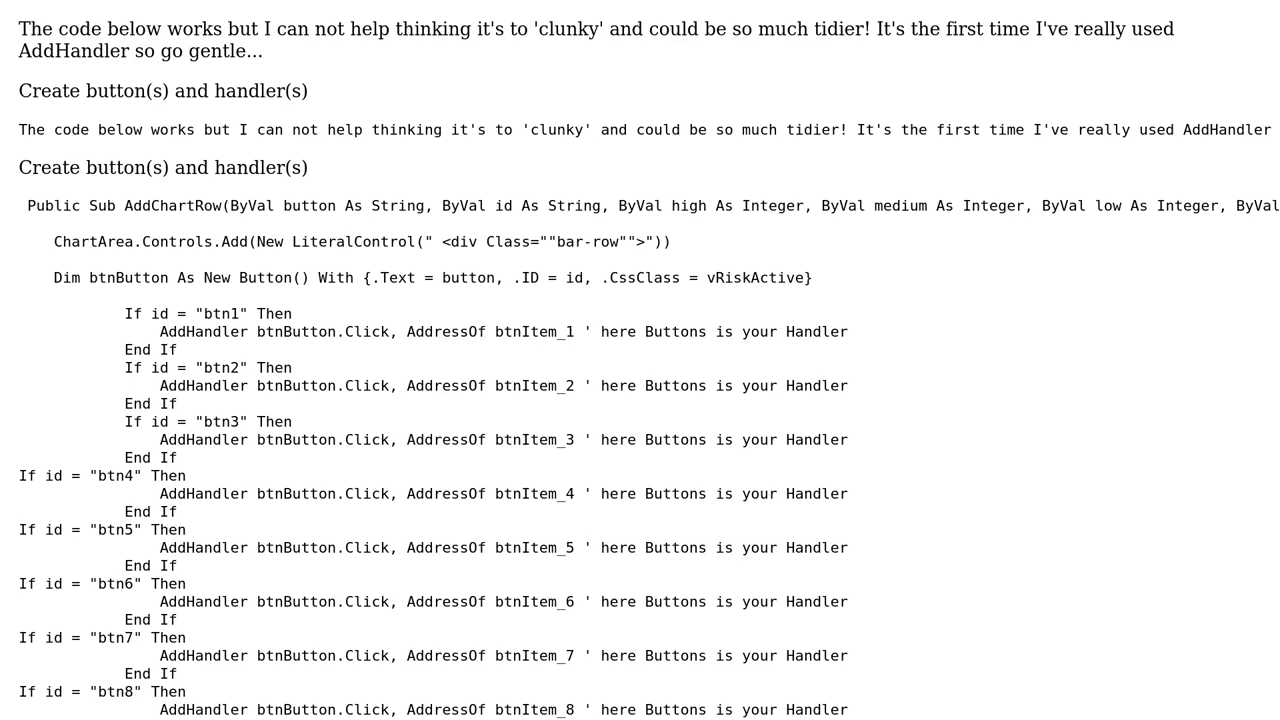 The code below works but I can not help thinking it's to 'clunky' and could be so much tidier! It's the first time I've really used
AddHandler so go gentle...
Create button(s) and handler(s)
The code below works but I can not help thinking it's to 'clunky' and could be so much tidier! It's the first time I've really used AddHandler
Create button(s) and handler(s)
Public Sub AddChartRow(ByVal button As String, ByVal id As String, ByVal high As Integer, ByVal medium As Integer, ByVal low As Integer, ByVal
ChartArea.Controls.Add(New LiteralControl(" <div Class=""bar-row"">"))
Dim btnButton As New Button() With {.Text = button, .ID = id, .CssClass = vRiskActive}
If id = "btn1" Then
AddHandler btnButton.Click, AddressOf btnItem_1 ' here Buttons is your Handler
End If
If id = "btn2" Then
AddHandler btnButton.Click, AddressOf btnItem_2 ' here Buttons is your Handler
End If
If id = "btn3" Then
AddHandler btnButton.Click, AddressOf btnItem_3 ' here Buttons is your Handler
End If
If id = "btn4" Then
AddHandler btnButton.Click, AddressOf btnItem_4 ' here Buttons is your Handler
End If
If id = "btn5" Then
AddHandler btnButton.Click, AddressOf btnItem_5 ' here Buttons is your Handler
End If
If id = "btn6" Then
AddHandler btnButton.Click, AddressOf btnItem_6 ' here Buttons is your Handler
End If
If id = "btn7" Then
AddHandler btnButton.Click, AddressOf btnItem_7 ' here Buttons is your Handler
End If
If id = "btn8" Then
AddHandler btnButton.Click, AddressOf btnItem_8 ' here Buttons is your Handler